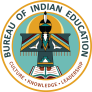 BUREAU OF INDIAN EDUCATION
CULTURE • KNOWLEDGE • LEADERSHIP